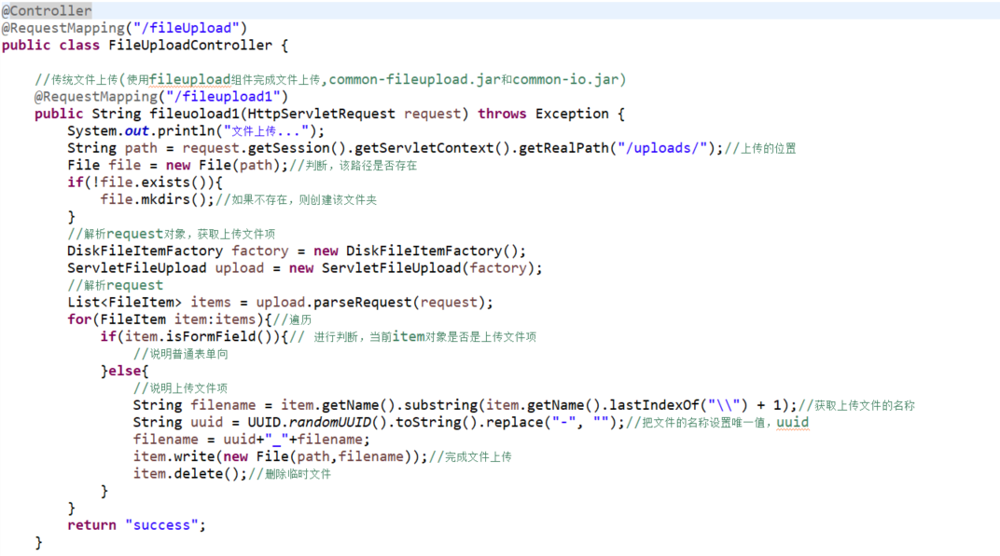 @Controller
@RequestMapping("/fileUpload")
public class FileUploadController {
//传统文件上传(使用fileupload组件完成文件上传,common-fileupload.jar和common-io.jar)
@RequestMapping("/fileupload1")
public String fileuoload1(HttpServletRequest request) throws Exception {
System.out.println("文件上传...");
String path = request.getSession().getServletContext().getRealPath("/uploads/");//上传的位置
File file = new File(path);//判断，该路径是否存在
if(!file.exists()){
file.mkdirs();//如果不存在，则创建该文件夹
}
//解析request对象，获取上传文件项
DiskFileItemFactory factory = new DiskFileItemFactory();
ServletFileUpload upload = new ServletFileUpload(factory);
//解析request
List<FileItem> items = upload.parseRequest(request);
for(FileItem item:items){//遍历
if(item.isFormField()){// 进行判断，当前item对象是否是上传文件项
//说明普通表单向
}else{
//说明上传文件项
String filename = item.getName().substring(item.getName().lastIndexOf("\\") + 1);//获取上传文件的名称
String uuid = UUID.randomUUID().toString().replace("-", "");//把文件的名称设置唯一值，uuid
filename = uuid+"_"+filename;
item.write(new File(path,filename));//完成文件上传
item.delete();//删除临时文件
}
}
return "success";
}